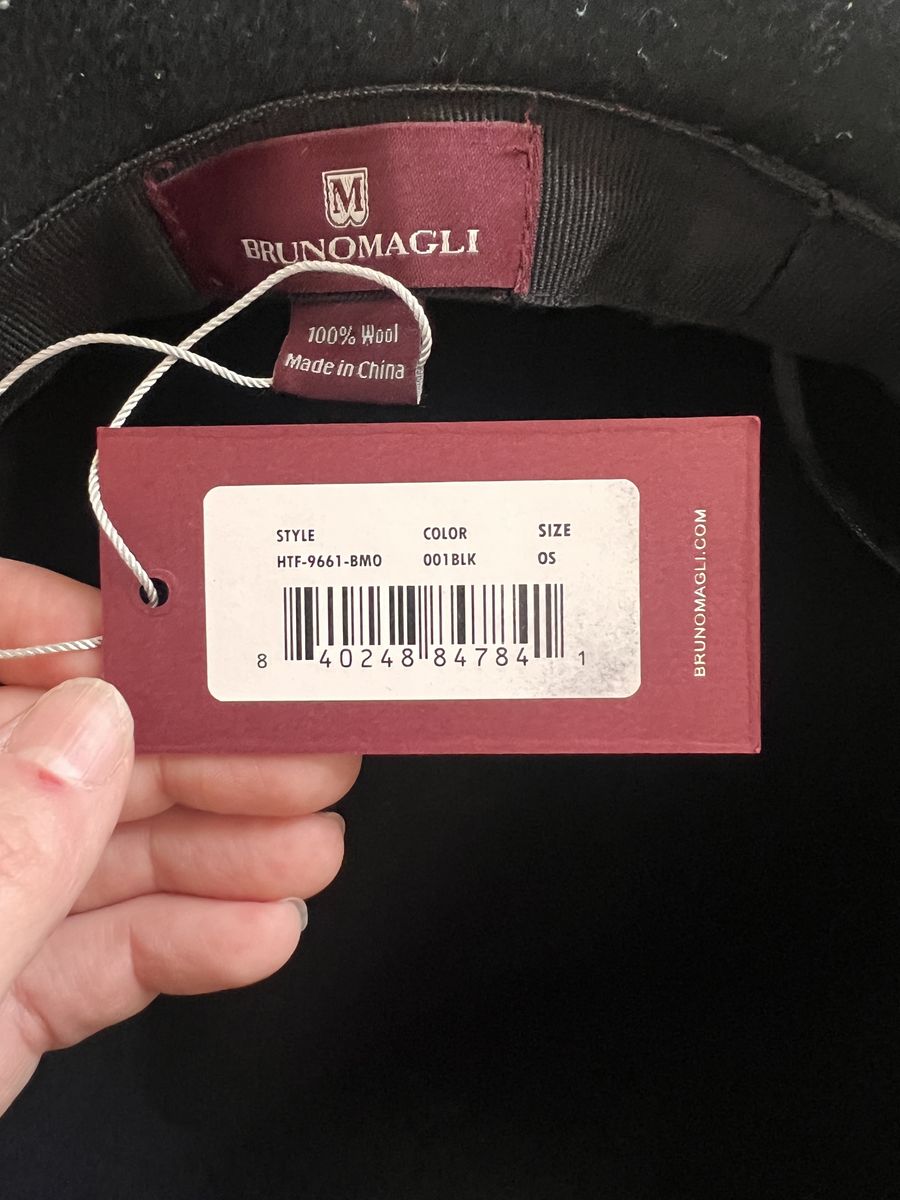 M
BRUNOMAGLI
100% Wool
Made in China
STYLE COLOR SIZE
HTF-9661-BMO 001BLK OS
8 40248 84784 1
BRUNOMAGLI.COM